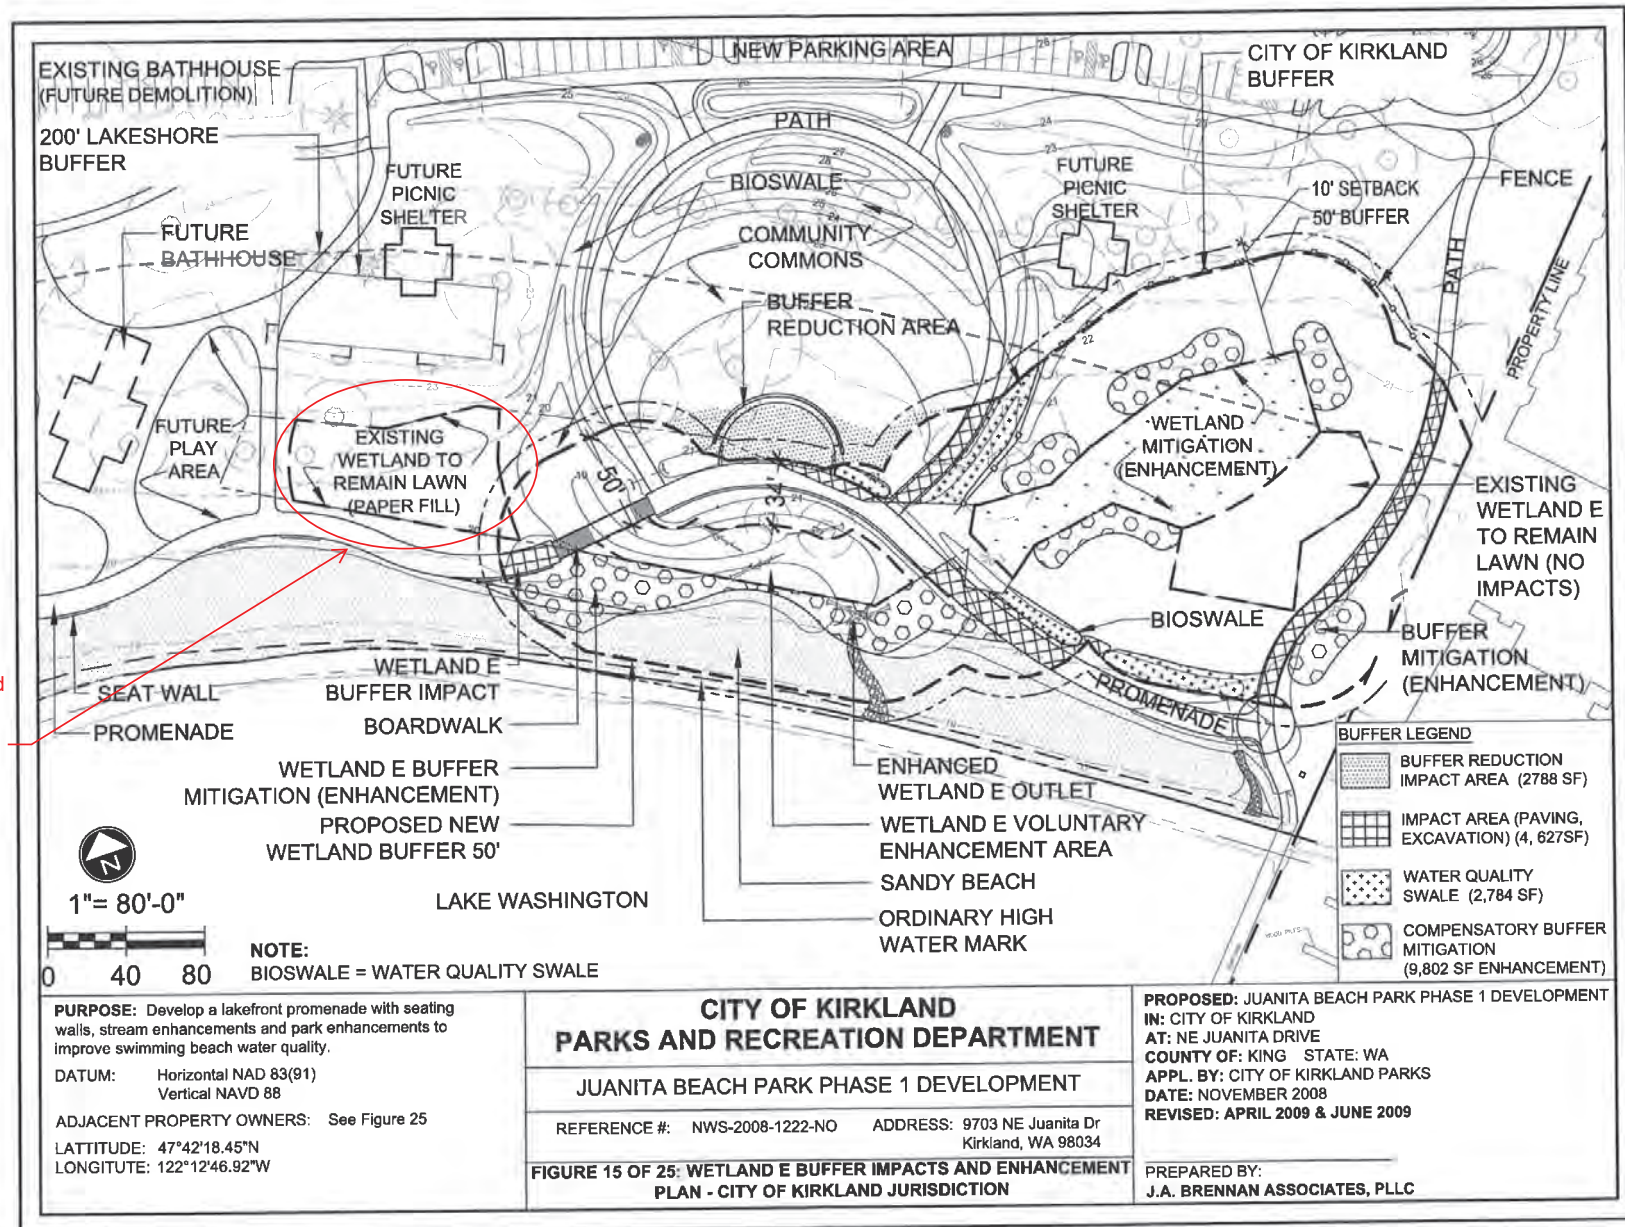 NEW PARKING AREA
EXISTING BATHHOUSE
(FUTURE DEMOLITION)
200' LAKESHORE
BUFFER
CITY OF KIRKLAND
BUFFER
PATH
FUTURE
PICNIC
SHELTER
BIOSWALE
FUTURE
PICNIC
SHELTER
10' SETBACK
50' BUFFER
FENCE
FUTURE
BATHHOUSE
COMMUNITY
COMMONS
PATH
PROPERTY LINE
BUFFER
REDUCTION AREA
FUTURE
PLAY
AREA
EXISTING
WETLAND TO
REMAIN LAWN
(PAPER FILL)
50'
34'
WETLAND
MITIGATION
(ENHANCEMENT)
EXISTING
WETLAND E
TO REMAIN
LAWN (NO
IMPACTS)
BIOSWALE
BUFFER
MITIGATION
(ENHANCEMENT)
SEAT WALL
PROMENADE
WETLAND E
BUFFER IMPACT
BOARDWALK
WETLAND E BUFFER
MITIGATION (ENHANCEMENT)
PROPOSED NEW
WETLAND BUFFER 50'
PROMENADE
ENHANCED
WETLAND E OUTLET
WETLAND E VOLUNTARY
ENHANCEMENT AREA
SANDY BEACH
ORDINARY HIGH
WATER MARK
LAKE WASHINGTON
N
1"= 80'-0"
0 40 80
NOTE:
BIOSWALE = WATER QUALITY SWALE
BUFFER LEGEND
BUFFER REDUCTION
IMPACT AREA (2788 SF)
IMPACT AREA (PAVING,
EXCAVATION) (4, 627SF)
WATER QUALITY
SWALE (2,784 SF)
COMPENSATORY BUFFER
MITIGATION
(9,802 SF ENHANCEMENT)
PURPOSE: Develop a lakefront promenade with seating
walls, stream enhancements and park enhancements to
improve swimming beach water quality.
DATUM: Horizontal NAD 83(91)
Vertical NAVD 88
ADJACENT PROPERTY OWNERS: See Figure 25
LATTITUDE: 47°42'18.45"N
LONGITUTE: 122°12'46.92"W
CITY OF KIRKLAND
PARKS AND RECREATION DEPARTMENT
JUANITA BEACH PARK PHASE 1 DEVELOPMENT
REFERENCE #: NWS-2008-1222-NO ADDRESS: 9703 NE Juanita Dr
Kirkland, WA 98034
FIGURE 15 OF 25: WETLAND E BUFFER IMPACTS AND ENHANCEMENT
PLAN - CITY OF KIRKLAND JURISDICTION
PROPOSED: JUANITA BEACH PARK PHASE 1 DEVELOPMENT
IN: CITY OF KIRKLAND
AT: NE JUANITA DRIVE
COUNTY OF: KING STATE: WA
APPL. BY: CITY OF KIRKLAND PARKS
DATE: NOVEMBER 2008
REVISED: APRIL 2009 & JUNE 2009
PREPARED BY:
J.A. BRENNAN ASSOCIATES, PLLC